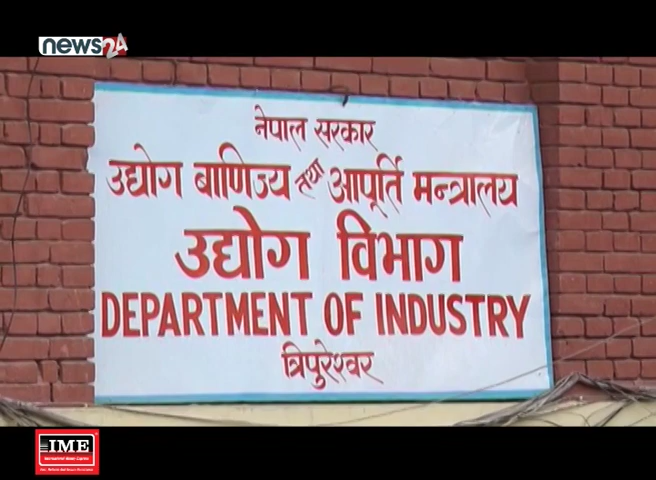 news24
नेपाल सरकार
उद्योग बाणिज्य तथा आपूर्ति मन्त्रालय
उद्योग विभाग
DEPARTMENT OF INDUSTRY
त्रिपुरेश्वर
IME